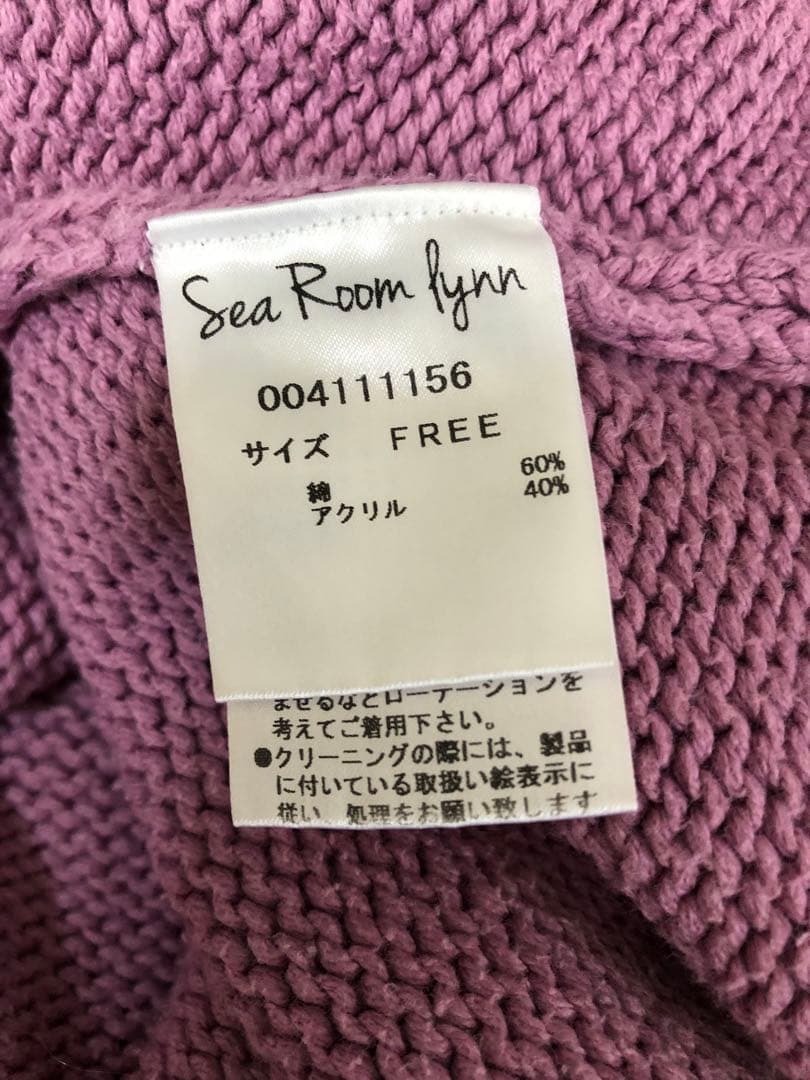 Sea Room lynn
004111156
サイズ FREE
綿 60%
アクリル 40%
ませるなどローテーションを
考えてご着用下さい。
●クリーニングの際には、製品
に付いている取扱い絵表示に
従い、処理をお願い致します